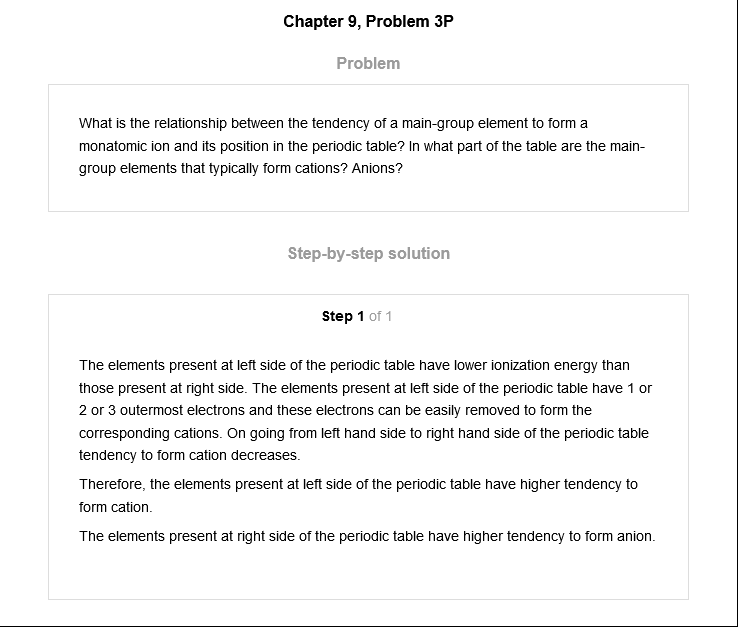 Chapter 9, Problem 3P
Problem
What is the relationship between the tendency of a main-group element to form a
monatomic ion and its position in the periodic table? In what part of the table are the main-
group elements that typically form cations? Anions?
Step-by-step solution
Step 1 of 1
The elements present at left side of the periodic table have lower ionization energy than
those present at right side. The elements present at left side of the periodic table have 1 or
2 or 3 outermost electrons and these electrons can be easily removed to form the
corresponding cations. On going from left hand side to right hand side of the periodic table
tendency to form cation decreases.
Therefore, the elements present at left side of the periodic table have higher tendency to
form cation.
The elements present at right side of the periodic table have higher tendency to form anion.